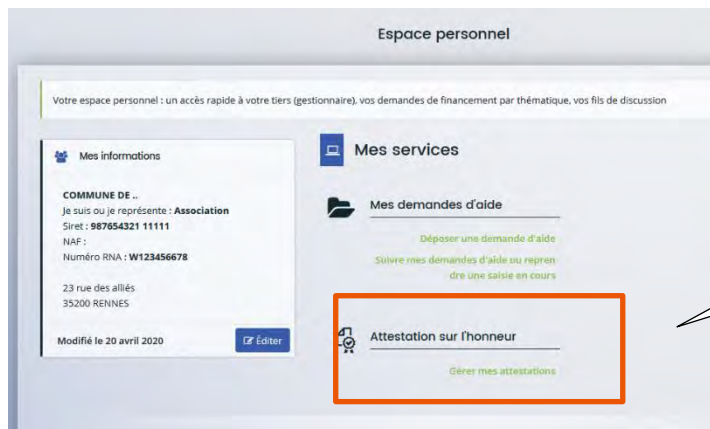 Espace personnel
Votre espace personnel : un accès rapide à votre tiers (gestionnaire), vos demandes de financement par thématique, vos fils de discussion
Mes informations
COMMUNE DE ..
Je suis ou je représente : Association
Siret : 987654321 11111
NAF :
Numéro RNA : W123456678
23 rue des alliés
35200 RENNES
Modifié le 20 avril 2020
Éditer
Mes services
Mes demandes d'aide
Déposer une demande d'aide
Suivre mes demandes d'aide ou repren
dre une saisie en cours
Attestation sur l'honneur
Gérer mes attestations